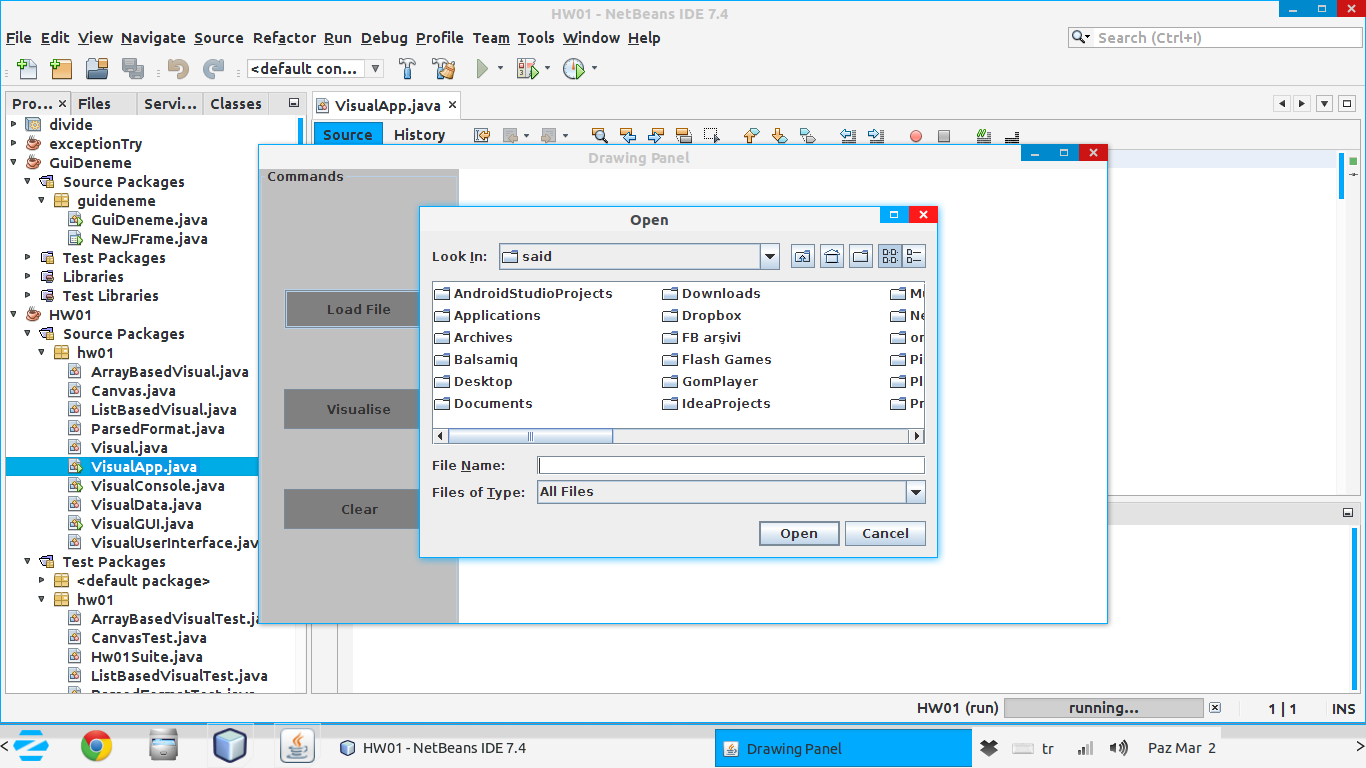 HW01 - NetBeans IDE 7.4
File Edit View Navigate Source Refactor Run Debug Profile Team Tools Window Help
Search (Ctrl+I)
<default con...
Pro... Files Servi... Classes
VisualApp.java
Source History
divide
exceptionTry
GuiDeneme
Source Packages
guideneme
GuiDeneme.java
NewJFrame.java
Test Packages
Libraries
Test Libraries
HW01
Source Packages
hw01
ArrayBasedVisual.java
Canvas.java
ListBasedVisual.java
ParsedFormat.java
Visual.java
VisualApp.java
VisualConsole.java
VisualData.java
VisualGUI.java
VisualUserInterface.jav
Test Packages
<default package>
hw01
ArrayBasedVisualTest.ja
CanvasTest.java
Hw01Suite.java
ListBasedVisualTest.java
ParsedFormatTest.java
Drawing Panel
Commands
Load File
Visualise
Clear
Open
Look In: said
AndroidStudioProjects Downloads Mu
Applications Dropbox Ne
Archives FB arşivi or
Balsamiq Flash Games Pi
Desktop GomPlayer Pl
Documents IdeaProjects Pr
File Name:
Files of Type: All Files
Open Cancel
HW01 (run) running... 1 | 1 INS
HW01 - NetBeans IDE 7.4 Drawing Panel tr Paz Mar 2